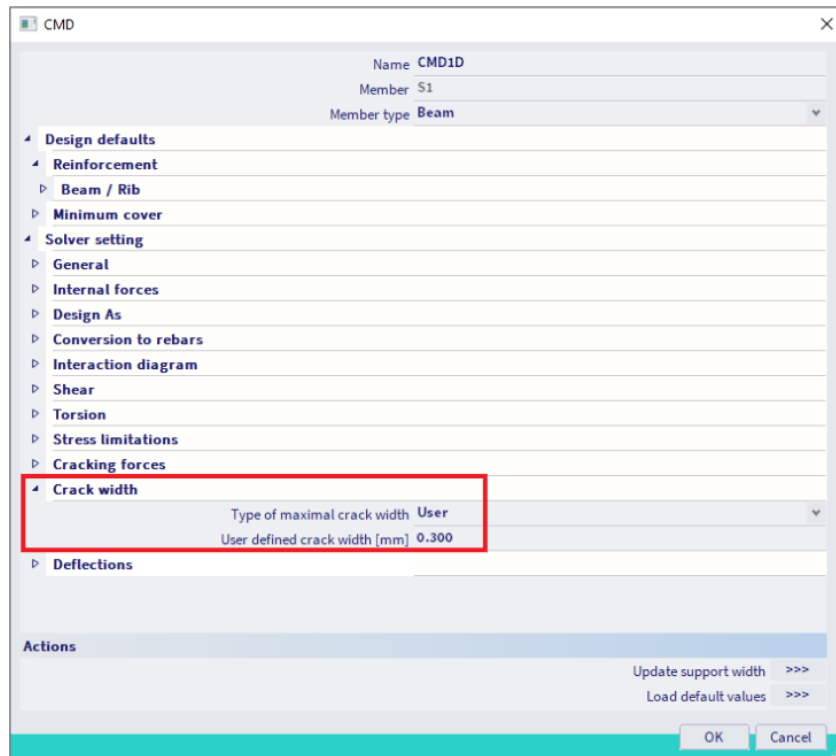 CMD
Name CMD1D
Member S1
Member type Beam
Design defaults
Reinforcement
Beam / Rib
Minimum cover
Solver setting
General
Internal forces
Design As
Conversion to rebars
Interaction diagram
Shear
Torsion
Stress limitations
Cracking forces
Crack width
Type of maximal crack width User
User defined crack width [mm] 0.300
Deflections
Actions
Update support width >>>
Load default values >>>
OK Cancel